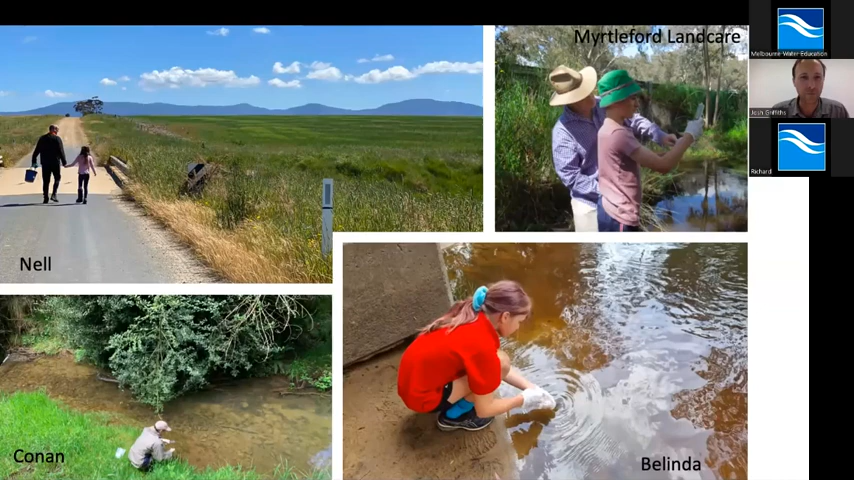 Myrtleford Landcare
Melbourne Water Education
Josh Griffiths
Richard
Nell
Conan
Belinda